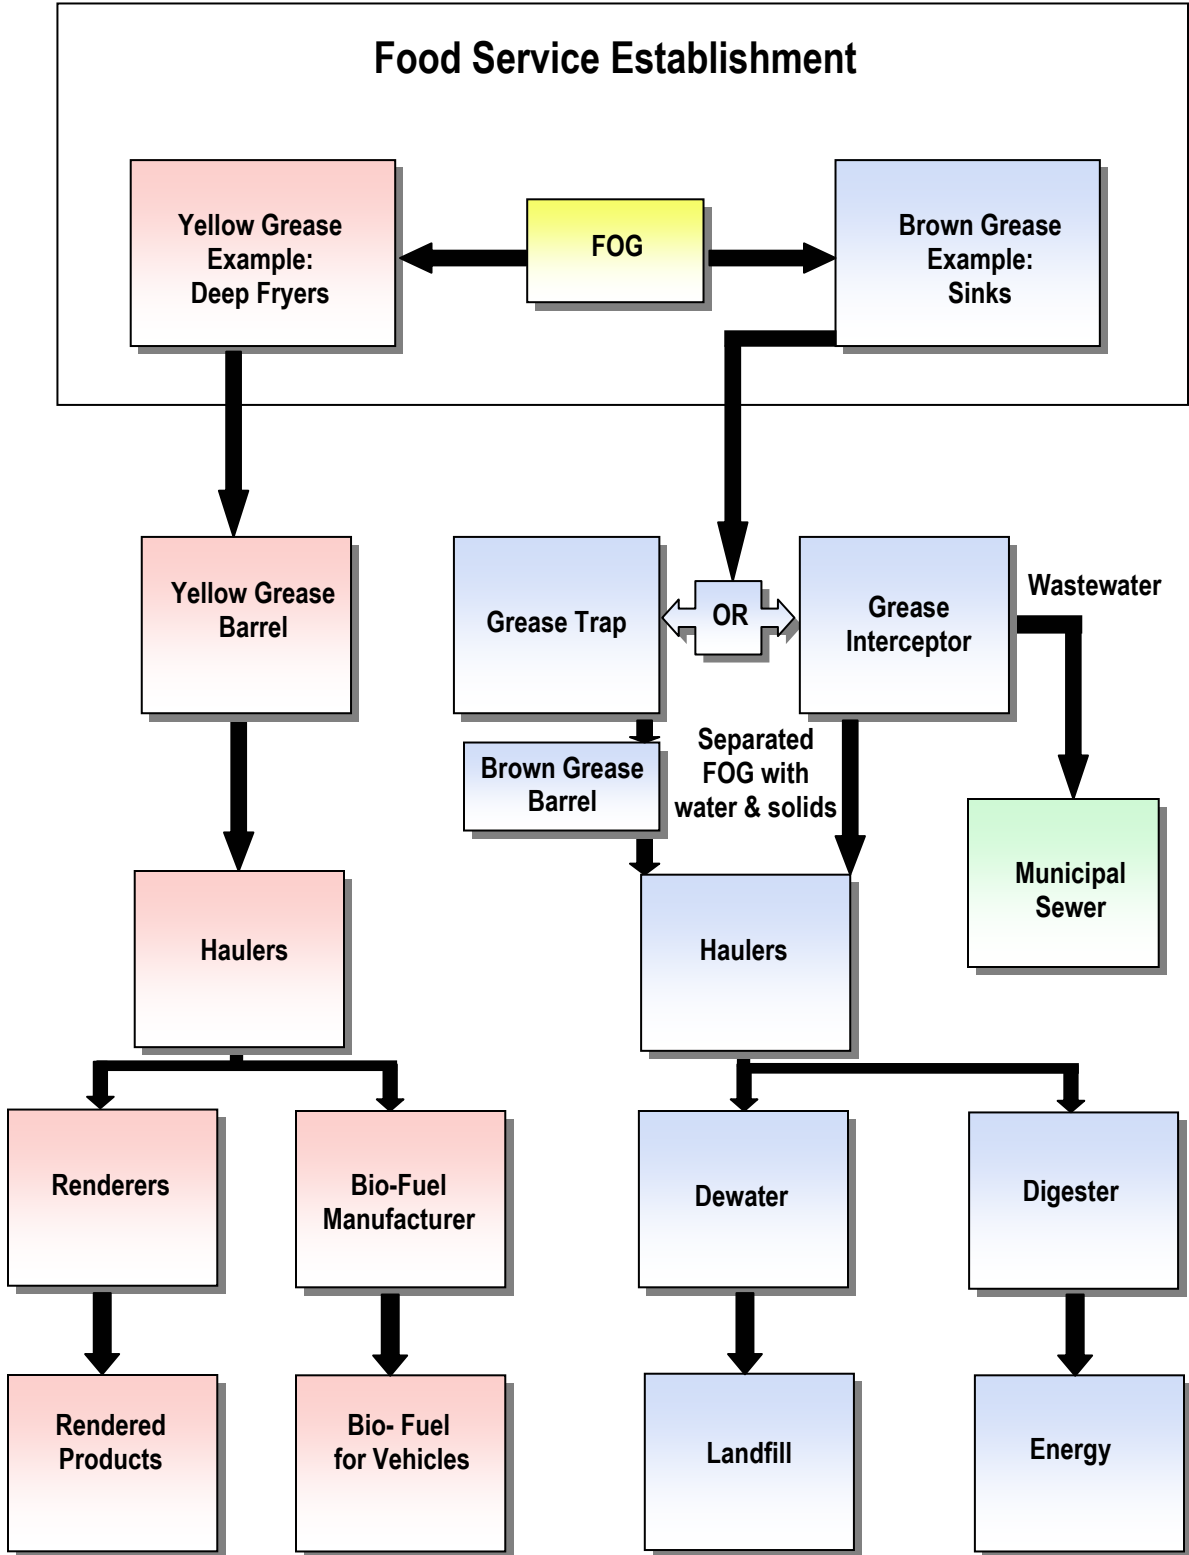 Food Service Establishment
Yellow Grease
Example:
Deep Fryers
FOG
Brown Grease
Example:
Sinks
Yellow Grease
Barrel
Grease Trap
OR
Grease
Interceptor
Wastewater
Brown Grease
Barrel
Separated
FOG with
water & solids
Municipal
Sewer
Haulers
Haulers
Renderers
Bio-Fuel
Manufacturer
Dewater
Digester
Rendered
Products
Bio- Fuel
for Vehicles
Landfill
Energy